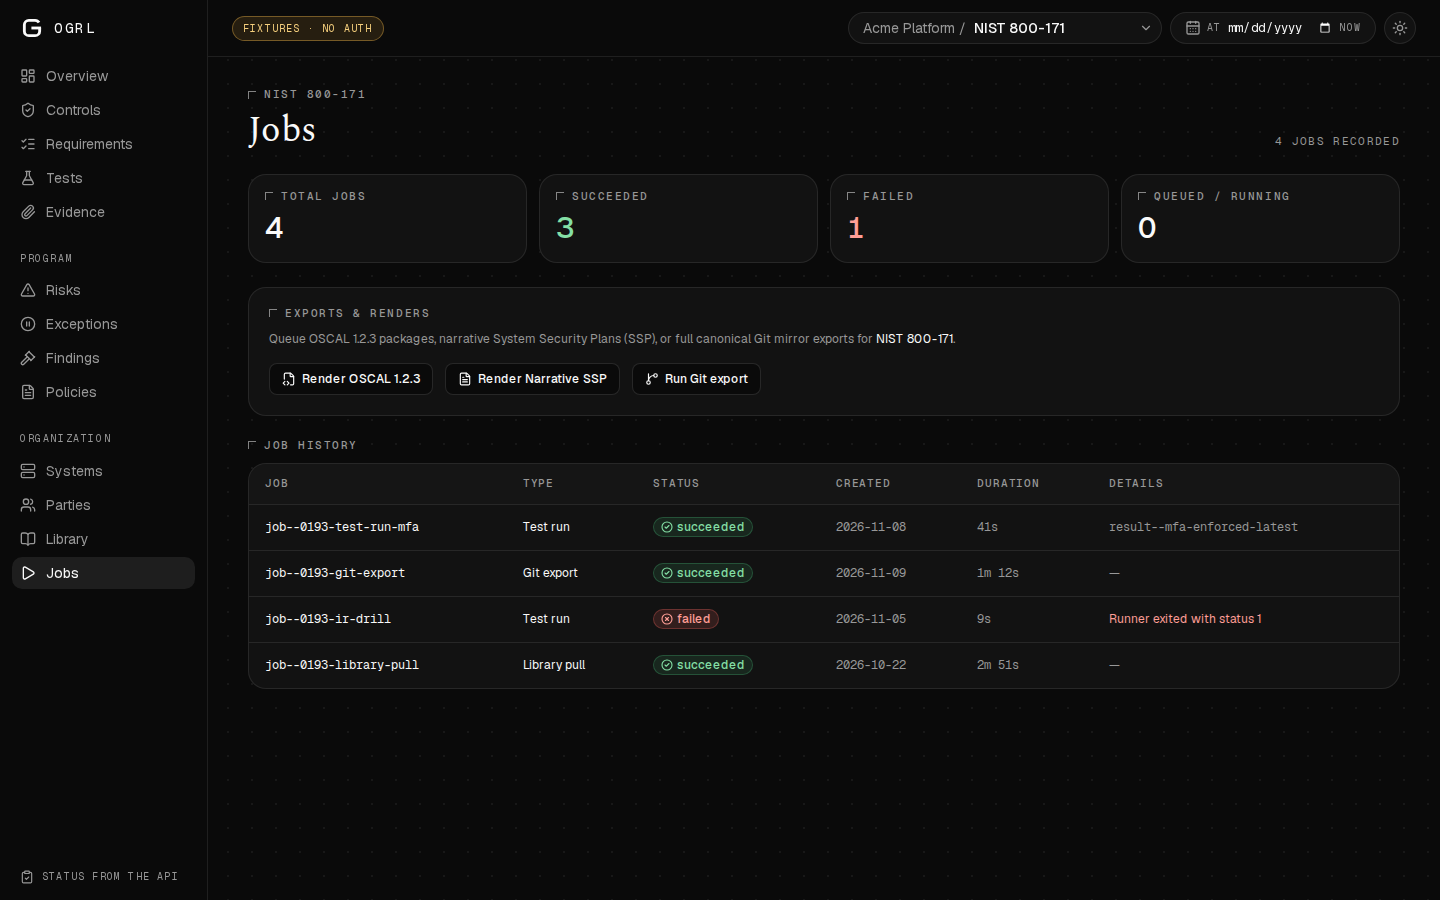 OGRL
FIXTURES · NO AUTH
Acme Platform / NIST 800-171
AT mm/dd/yyyy NOW
Overview
Controls
Requirements
Tests
Evidence
PROGRAM
Risks
Exceptions
Findings
Policies
ORGANIZATION
Systems
Parties
Library
Jobs
STATUS FROM THE API
NIST 800-171
Jobs
4 JOBS RECORDED
TOTAL JOBS
4
SUCCEEDED
3
FAILED
1
QUEUED / RUNNING
0
EXPORTS & RENDERS
Queue OSCAL 1.2.3 packages, narrative System Security Plans (SSP), or full canonical Git mirror exports for NIST 800-171.
Render OSCAL 1.2.3
Render Narrative SSP
Run Git export
JOB HISTORY
JOB TYPE STATUS CREATED DURATION DETAILS
job--0193-test-run-mfa Test run succeeded 2026-11-08 41s result--mfa-enforced-latest
job--0193-git-export Git export succeeded 2026-11-09 1m 12s —
job--0193-ir-drill Test run failed 2026-11-05 9s Runner exited with status 1
job--0193-library-pull Library pull succeeded 2026-10-22 2m 51s —